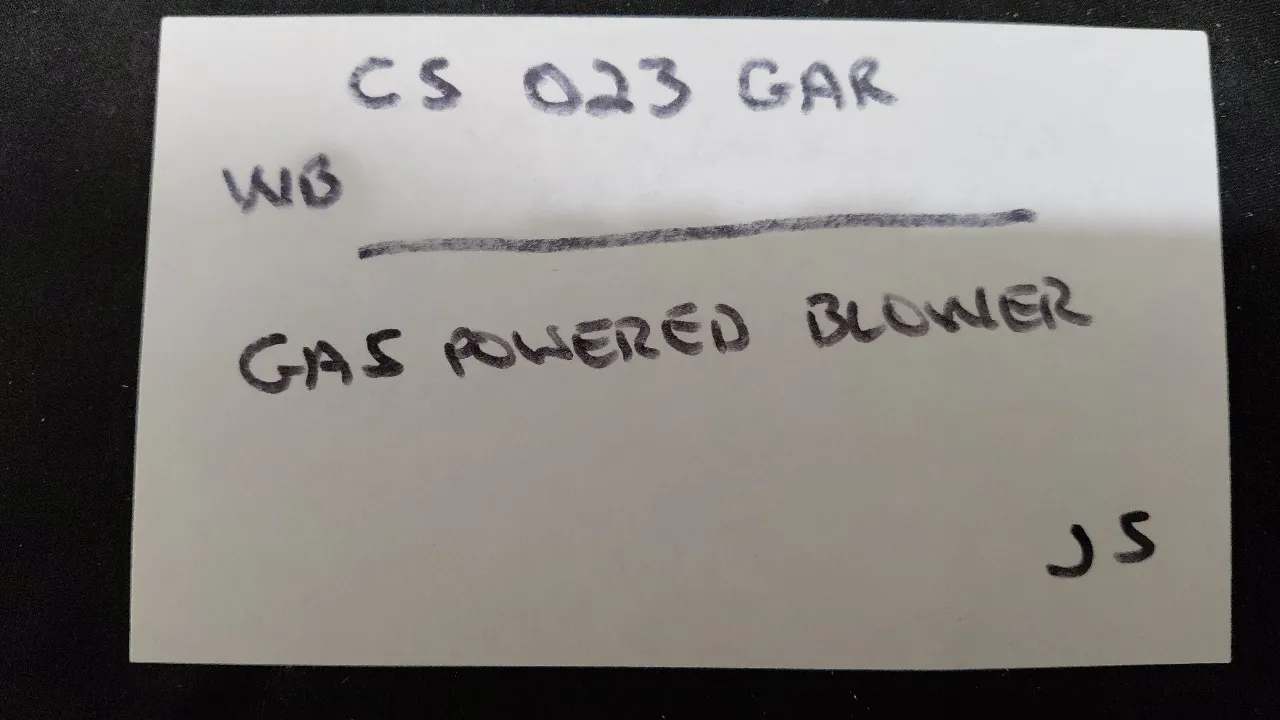 CS 023 GAR
WB
GAS POWERED BLOWER
JS